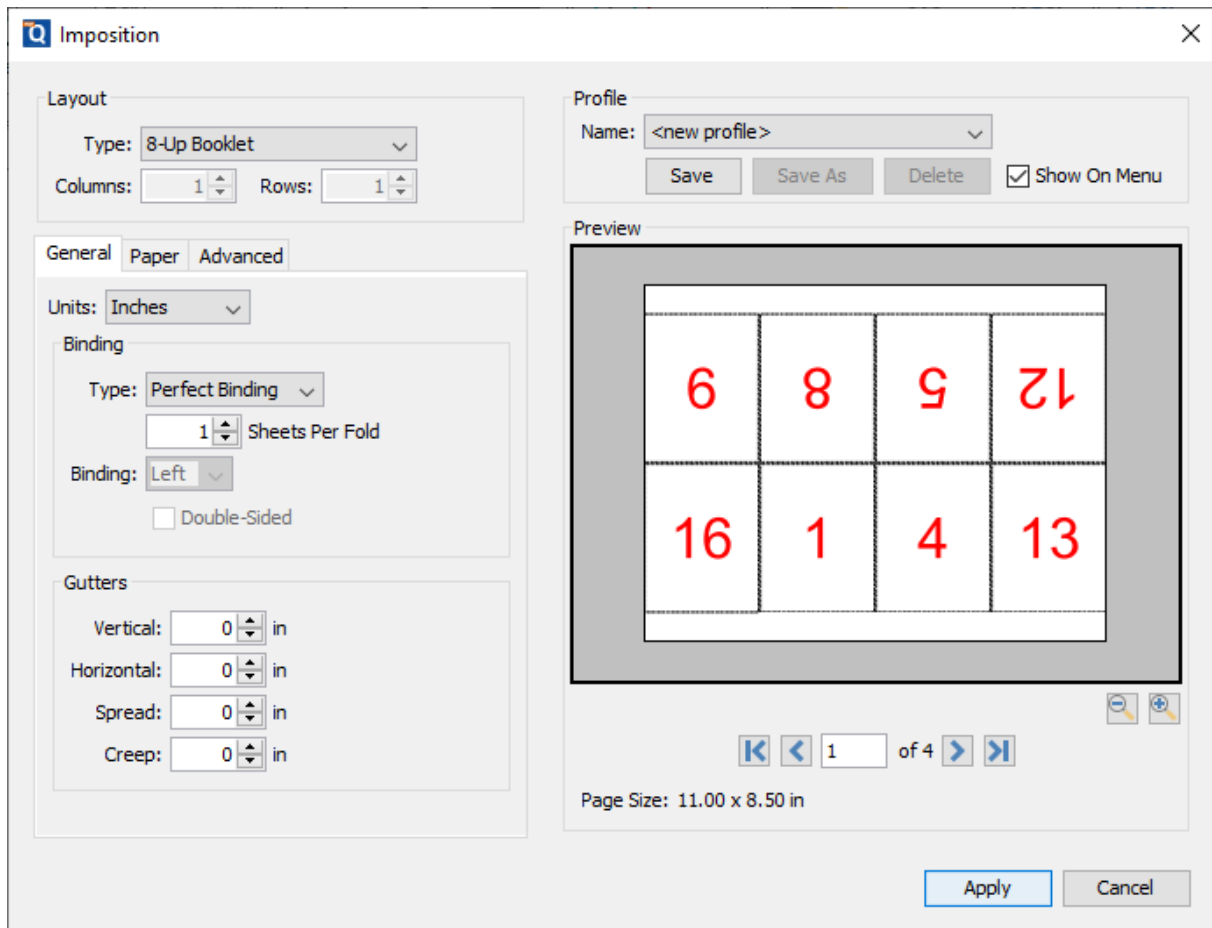 Imposition
Layout
Type: 8-Up Booklet
Columns: 1 Rows: 1
General Paper Advanced
Units: Inches
Binding
Type: Perfect Binding
1 Sheets Per Fold
Binding: Left
Double-Sided
Gutters
Vertical: 0 in
Horizontal: 0 in
Spread: 0 in
Creep: 0 in
Profile
Name: <new profile>
Save Save As Delete Show On Menu
Preview
9 8 5 12
16 1 4 13
1 of 4
Page Size: 11.00 x 8.50 in
Apply Cancel